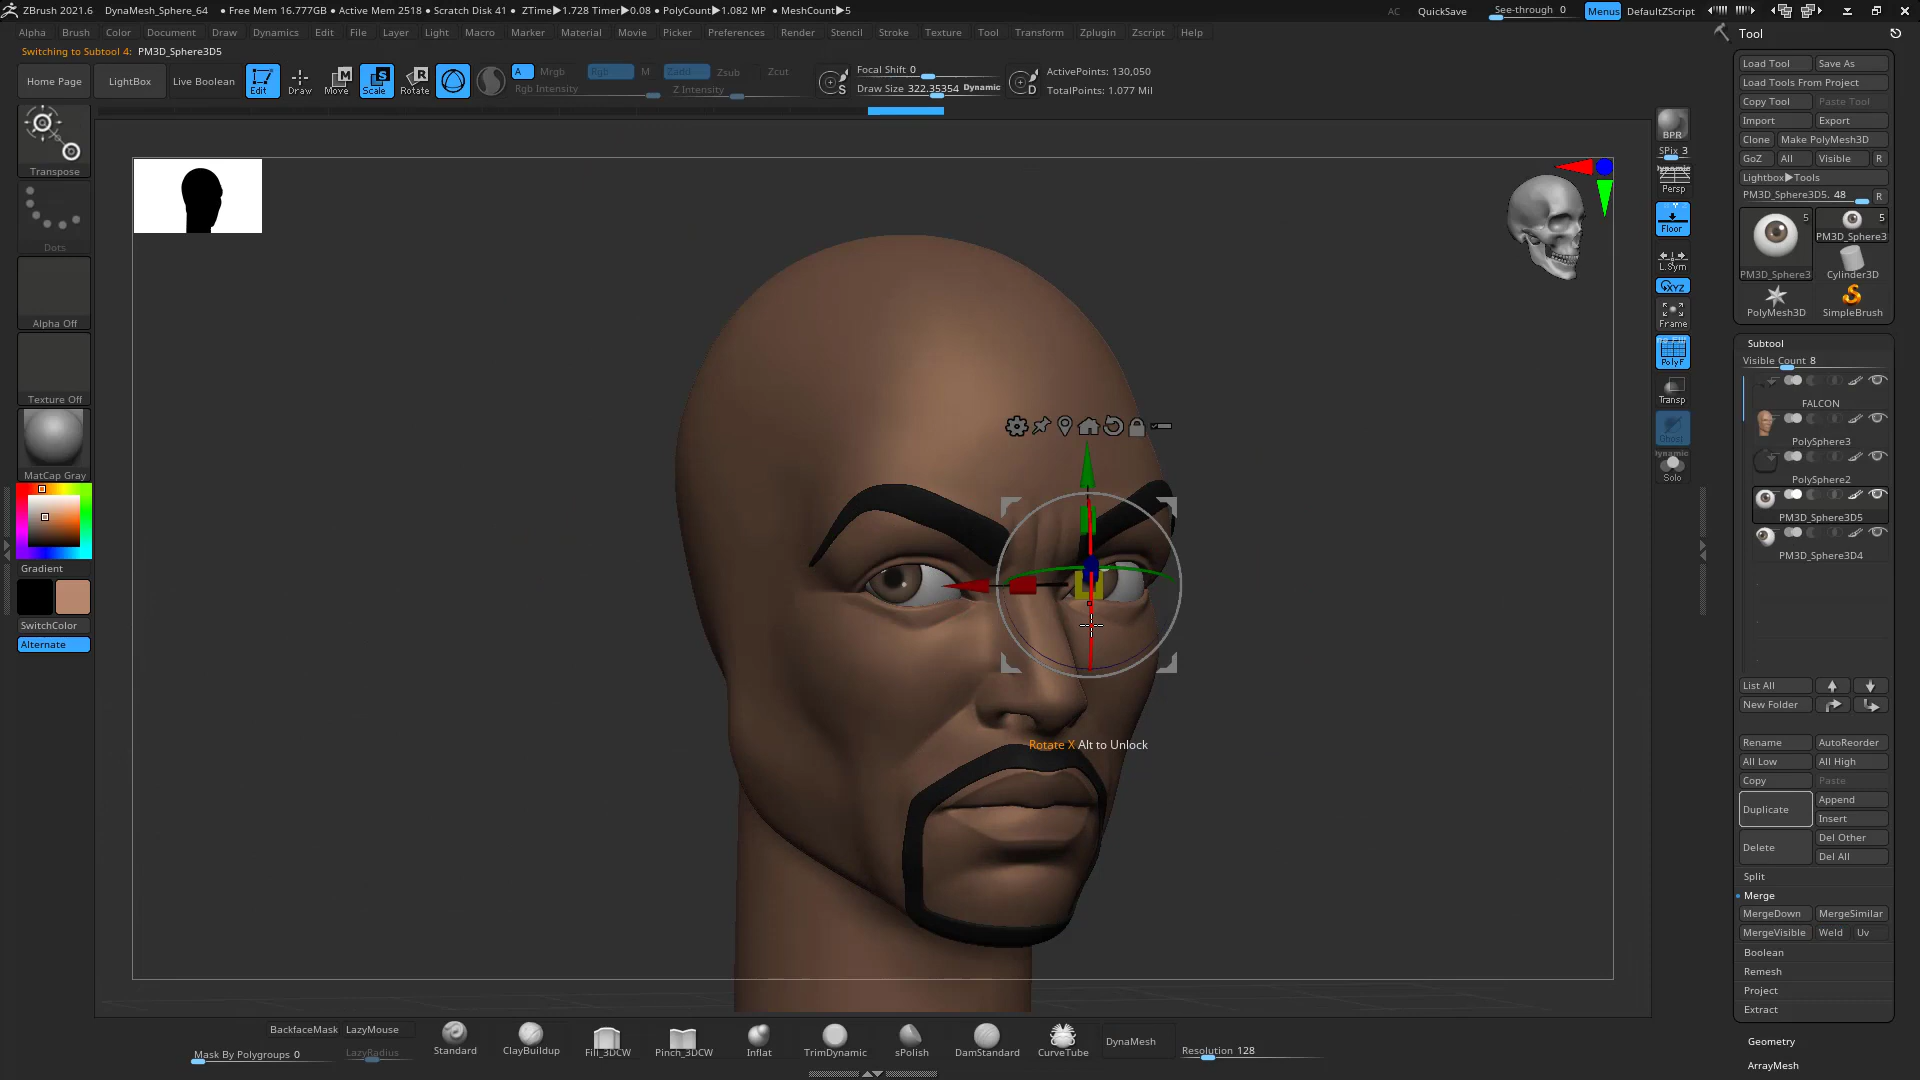 ZBrush 2021.6 DynaMesh_Sphere_64 • Free Mem 16.777GB • Active Mem 2518 • Scratch Disk 41 • ZTime▶1.728 Timer▶0.08 • PolyCount▶1.082 MP • MeshCount▶5 AC QuickSave See-through 0 Menus DefaultZScript
Alpha Brush Color Document Draw Dynamics Edit File Layer Light Macro Marker Material Movie Picker Preferences Render Stencil Stroke Texture Tool Transform Zplugin Zscript Help Tool
Switching to Subtool 4: PM3D_Sphere3D5
Home Page LightBox Live Boolean Edit Draw Move Scale Rotate A Mrgb Rgb M Zadd Zsub Zcut
Rgb Intensity Z Intensity
Focal Shift 0
Draw Size 322.35354 Dynamic
S D
ActivePoints: 130,050
TotalPoints: 1.077 Mil
Transpose
Dots
Alpha Off
Texture Off
MatCap Gray
Gradient
SwitchColor
Alternate
Rotate X Alt to Unlock
BPR
SPix 3
Dynamic
Persp
Floor
L.Sym
XYZ
Frame
PolyF
Transp
Ghost
Dynamic
Solo
Load Tool Save As
Load Tools From Project
Copy Tool Paste Tool
Import Export
Clone Make PolyMesh3D
GoZ All Visible R
Lightbox▶Tools
PM3D_Sphere3D5. 48 R
5 5
PM3D_Sphere3
PM3D_Sphere3 Cylinder3D
PolyMesh3D SimpleBrush
Subtool
Visible Count 8
FALCON
PolySphere3
PolySphere2
PM3D_Sphere3D5
PM3D_Sphere3D4
List All
New Folder
Rename AutoReorder
All Low All High
Copy Paste
Duplicate Append
Insert
Delete Del Other
Del All
Split
Merge
MergeDown MergeSimilar
MergeVisible Weld Uv
Boolean
Remesh
Project
Extract
Geometry
ArrayMesh
BackfaceMask LazyMouse
Mask By Polygroups 0 LazyRadius
Standard ClayBuildup Fill_3DCW Pinch_3DCW Inflat TrimDynamic sPolish DamStandard CurveTube DynaMesh Resolution 128